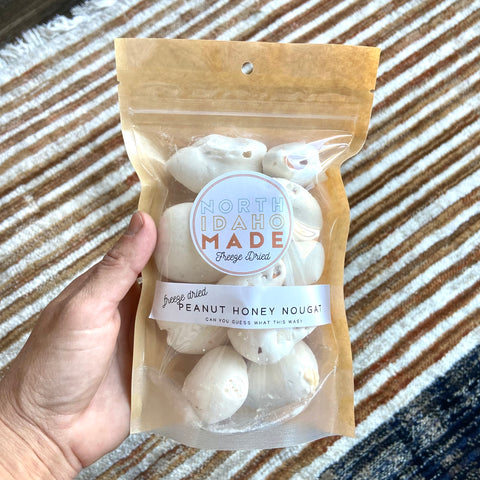 NORTH
IDAHO
MADE
Freeze Dried
freeze dried
PEANUT HONEY NOUGAT
CAN YOU GUESS WHAT THIS WAS?